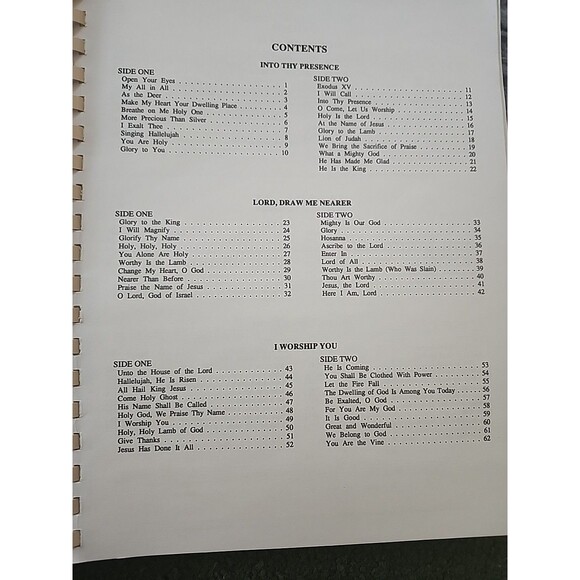 CONTENTS
INTO THY PRESENCE
SIDE ONE
Open Your Eyes . . . . . . . . . . 1
My All in All . . . . . . . . . . 2
As the Deer . . . . . . . . . . 3
Make My Heart Your Dwelling Place . . . . . 4
Breathe on Me Holy One . . . . . . . . . . 5
More Precious Than Silver . . . . . . . . . . 6
I Exalt Thee . . . . . . . . . . 7
Singing Hallelujah . . . . . . . . . . 8
You Are Holy . . . . . . . . . . 9
Glory to You . . . . . . . . . . 10
SIDE TWO
Exodus XV . . . . . . . . . . 11
I Will Call . . . . . . . . . . 12
Into Thy Presence . . . . . . . . . . 13
O Come, Let Us Worship . . . . . . . . . . 14
Holy Is the Lord . . . . . . . . . . 15
At the Name of Jesus . . . . . . . . . . 16
Glory to the Lamb . . . . . . . . . . 17
Lion of Judah . . . . . . . . . . 18
We Bring the Sacrifice of Praise . . . . . . . . . . 19
What a Mighty God . . . . . . . . . . 20
He Has Made Me Glad . . . . . . . . . . 21
He Is the King . . . . . . . . . . 22
LORD, DRAW ME NEARER
SIDE ONE
Glory to the King . . . . . . . . . . 23
I Will Magnify . . . . . . . . . . 24
Glorify Thy Name . . . . . . . . . . 25
Holy, Holy, Holy . . . . . . . . . . 26
You Alone Are Holy . . . . . . . . . . 27
Worthy Is the Lamb . . . . . . . . . . 28
Change My Heart, O God . . . . . . . . . . 29
Nearer Than Before . . . . . . . . . . 30
Praise the Name of Jesus . . . . . . . . . . 31
O Lord, God of Israel . . . . . . . . . . 32
SIDE TWO
Mighty Is Our God . . . . . . . . . . 33
Glory . . . . . . . . . . 34
Hosanna . . . . . . . . . . 35
Ascribe to the Lord . . . . . . . . . . 36
Enter In . . . . . . . . . . 37
Lord of All . . . . . . . . . . 38
Worthy Is the Lamb (Who Was Slain) . . . . . . . . . . 39
Thou Art Worthy . . . . . . . . . . 40
Jesus, the Lord . . . . . . . . . . 41
Here I Am, Lord . . . . . . . . . . 42
I WORSHIP YOU
SIDE ONE
Unto the House of the Lord . . . . . . . . . . 43
Hallelujah, He Is Risen . . . . . . . . . . 44
All Hail King Jesus . . . . . . . . . . 45
Come Holy Ghost . . . . . . . . . . 46
His Name Shall Be Called . . . . . . . . . . 47
Holy God, We Praise Thy Name . . . . . . . . . . 48
I Worship You . . . . . . . . . . 49
Holy, Holy Lamb of God . . . . . . . . . . 50
Give Thanks . . . . . . . . . . 51
Jesus Has Done It All . . . . . . . . . . 52
SIDE TWO
He Is Coming . . . . . . . . . . 53
You Shall Be Clothed With Power . . . . . . . . . . 54
Let the Fire Fall . . . . . . . . . . 55
The Dwelling of God Is Among You Today . . . . . 56
Be Exalted, O God . . . . . . . . . . 57
For You Are My God . . . . . . . . . . 58
It Is Good . . . . . . . . . . 59
Great and Wonderful . . . . . . . . . . 60
We Belong to God . . . . . . . . . . 61
You Are the Vine . . . . . . . . . . 62